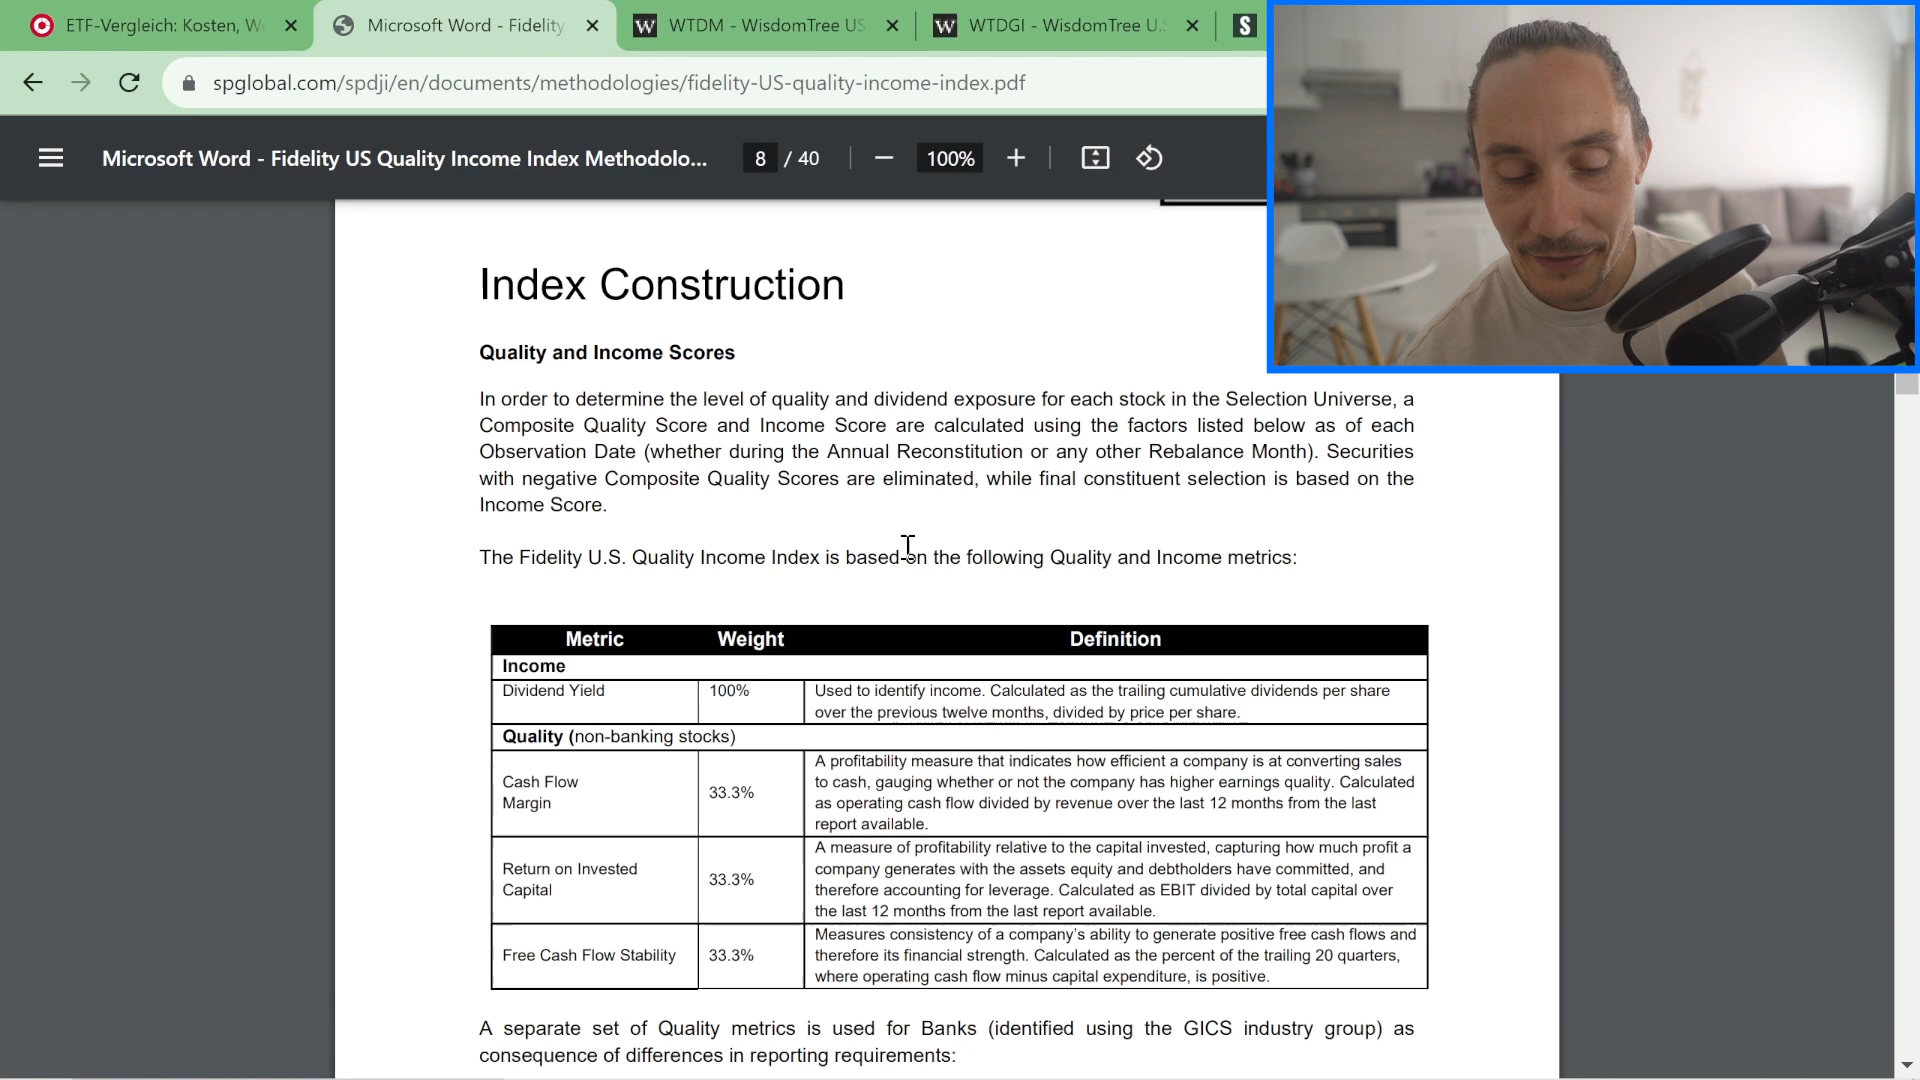 ETF-Vergleich: Kosten, We
Microsoft Word - Fidelity
W WTDM - WisdomTree US
W WTDGI - WisdomTree U.S
S
spglobal.com/spdji/en/documents/methodologies/fidelity-US-quality-income-index.pdf
Microsoft Word - Fidelity US Quality Income Index Methodolo...
8 / 40
100%
Index Construction
Quality and Income Scores
In order to determine the level of quality and dividend exposure for each stock in the Selection Universe, a
Composite Quality Score and Income Score are calculated using the factors listed below as of each
Observation Date (whether during the Annual Reconstitution or any other Rebalance Month). Securities
with negative Composite Quality Scores are eliminated, while final constituent selection is based on the
Income Score.
The Fidelity U.S. Quality Income Index is based on the following Quality and Income metrics:
Metric Weight Definition
Income
Dividend Yield 100% Used to identify income. Calculated as the trailing cumulative dividends per share
over the previous twelve months, divided by price per share.
Quality (non-banking stocks)
Cash Flow
Margin
33.3%
A profitability measure that indicates how efficient a company is at converting sales
to cash, gauging whether or not the company has higher earnings quality. Calculated
as operating cash flow divided by revenue over the last 12 months from the last
report available.
Return on Invested
Capital
33.3%
A measure of profitability relative to the capital invested, capturing how much profit a
company generates with the assets equity and debtholders have committed, and
therefore accounting for leverage. Calculated as EBIT divided by total capital over
the last 12 months from the last report available.
Free Cash Flow Stability
33.3%
Measures consistency of a company's ability to generate positive free cash flows and
therefore its financial strength. Calculated as the percent of the trailing 20 quarters,
where operating cash flow minus capital expenditure, is positive.
A separate set of Quality metrics is used for Banks (identified using the GICS industry group) as
consequence of differences in reporting requirements: